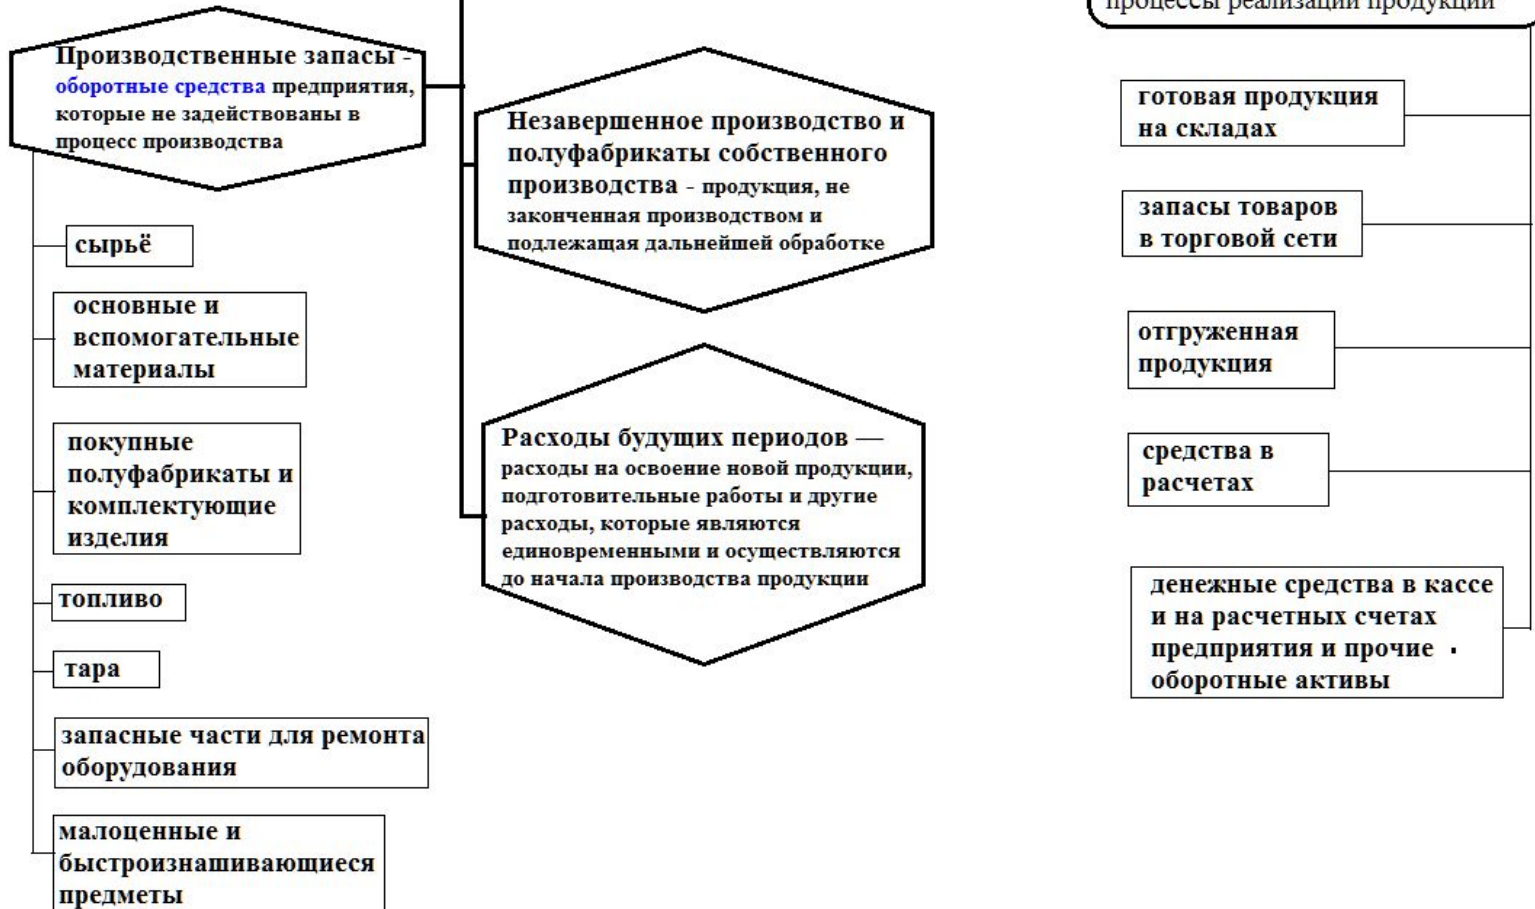 Производственные запасы -
оборотные средства предприятия,
которые не задействованы в
процесс производства
сырьё
основные и
вспомогательные
материалы
покупные
полуфабрикаты и
комплектующие
изделия
топливо
тара
запасные части для ремонта
оборудования
малоценные и
быстроизнашивающиеся
предметы
Незавершенное производство и
полуфабрикаты собственного
производства - продукция, не
законченная производством и
подлежащая дальнейшей обработке
Расходы будущих периодов —
расходы на освоение новой продукции,
подготовительные работы и другие
расходы, которые являются
единовременными и осуществляются
до начала производства продукции
процессы реализации продукции
готовая продукция
на складах
запасы товаров
в торговой сети
отгруженная
продукция
средства в
расчетах
денежные средства в кассе
и на расчетных счетах
предприятия и прочие .
оборотные активы